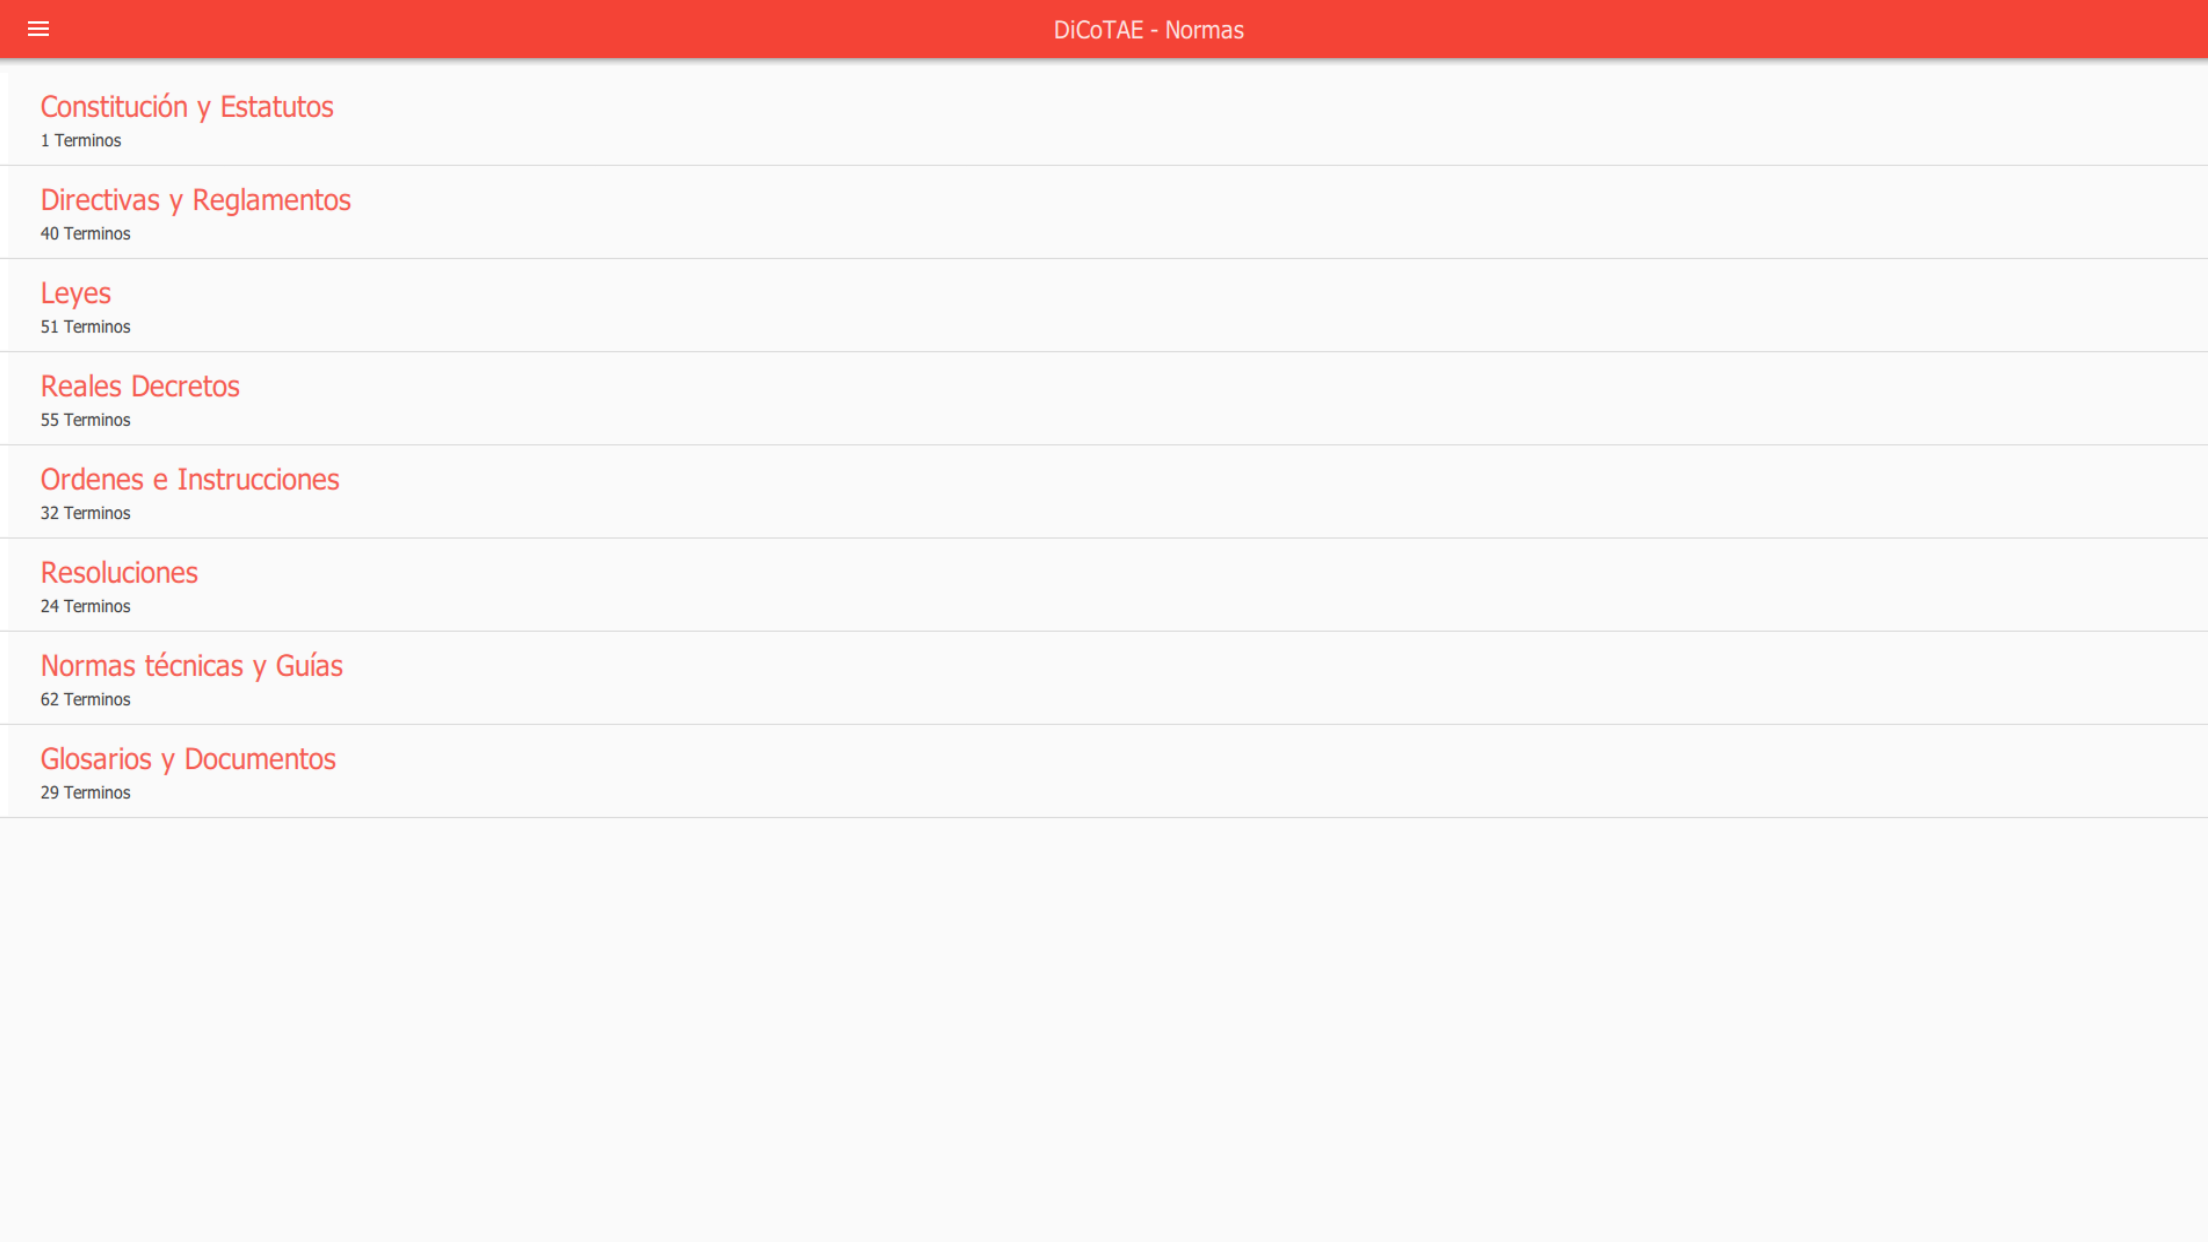 DiCoTAE - Normas
Constitución y Estatutos
1 Terminos
Directivas y Reglamentos
40 Terminos
Leyes
51 Terminos
Reales Decretos
55 Terminos
Ordenes e Instrucciones
32 Terminos
Resoluciones
24 Terminos
Normas técnicas y Guías
62 Terminos
Glosarios y Documentos
29 Terminos